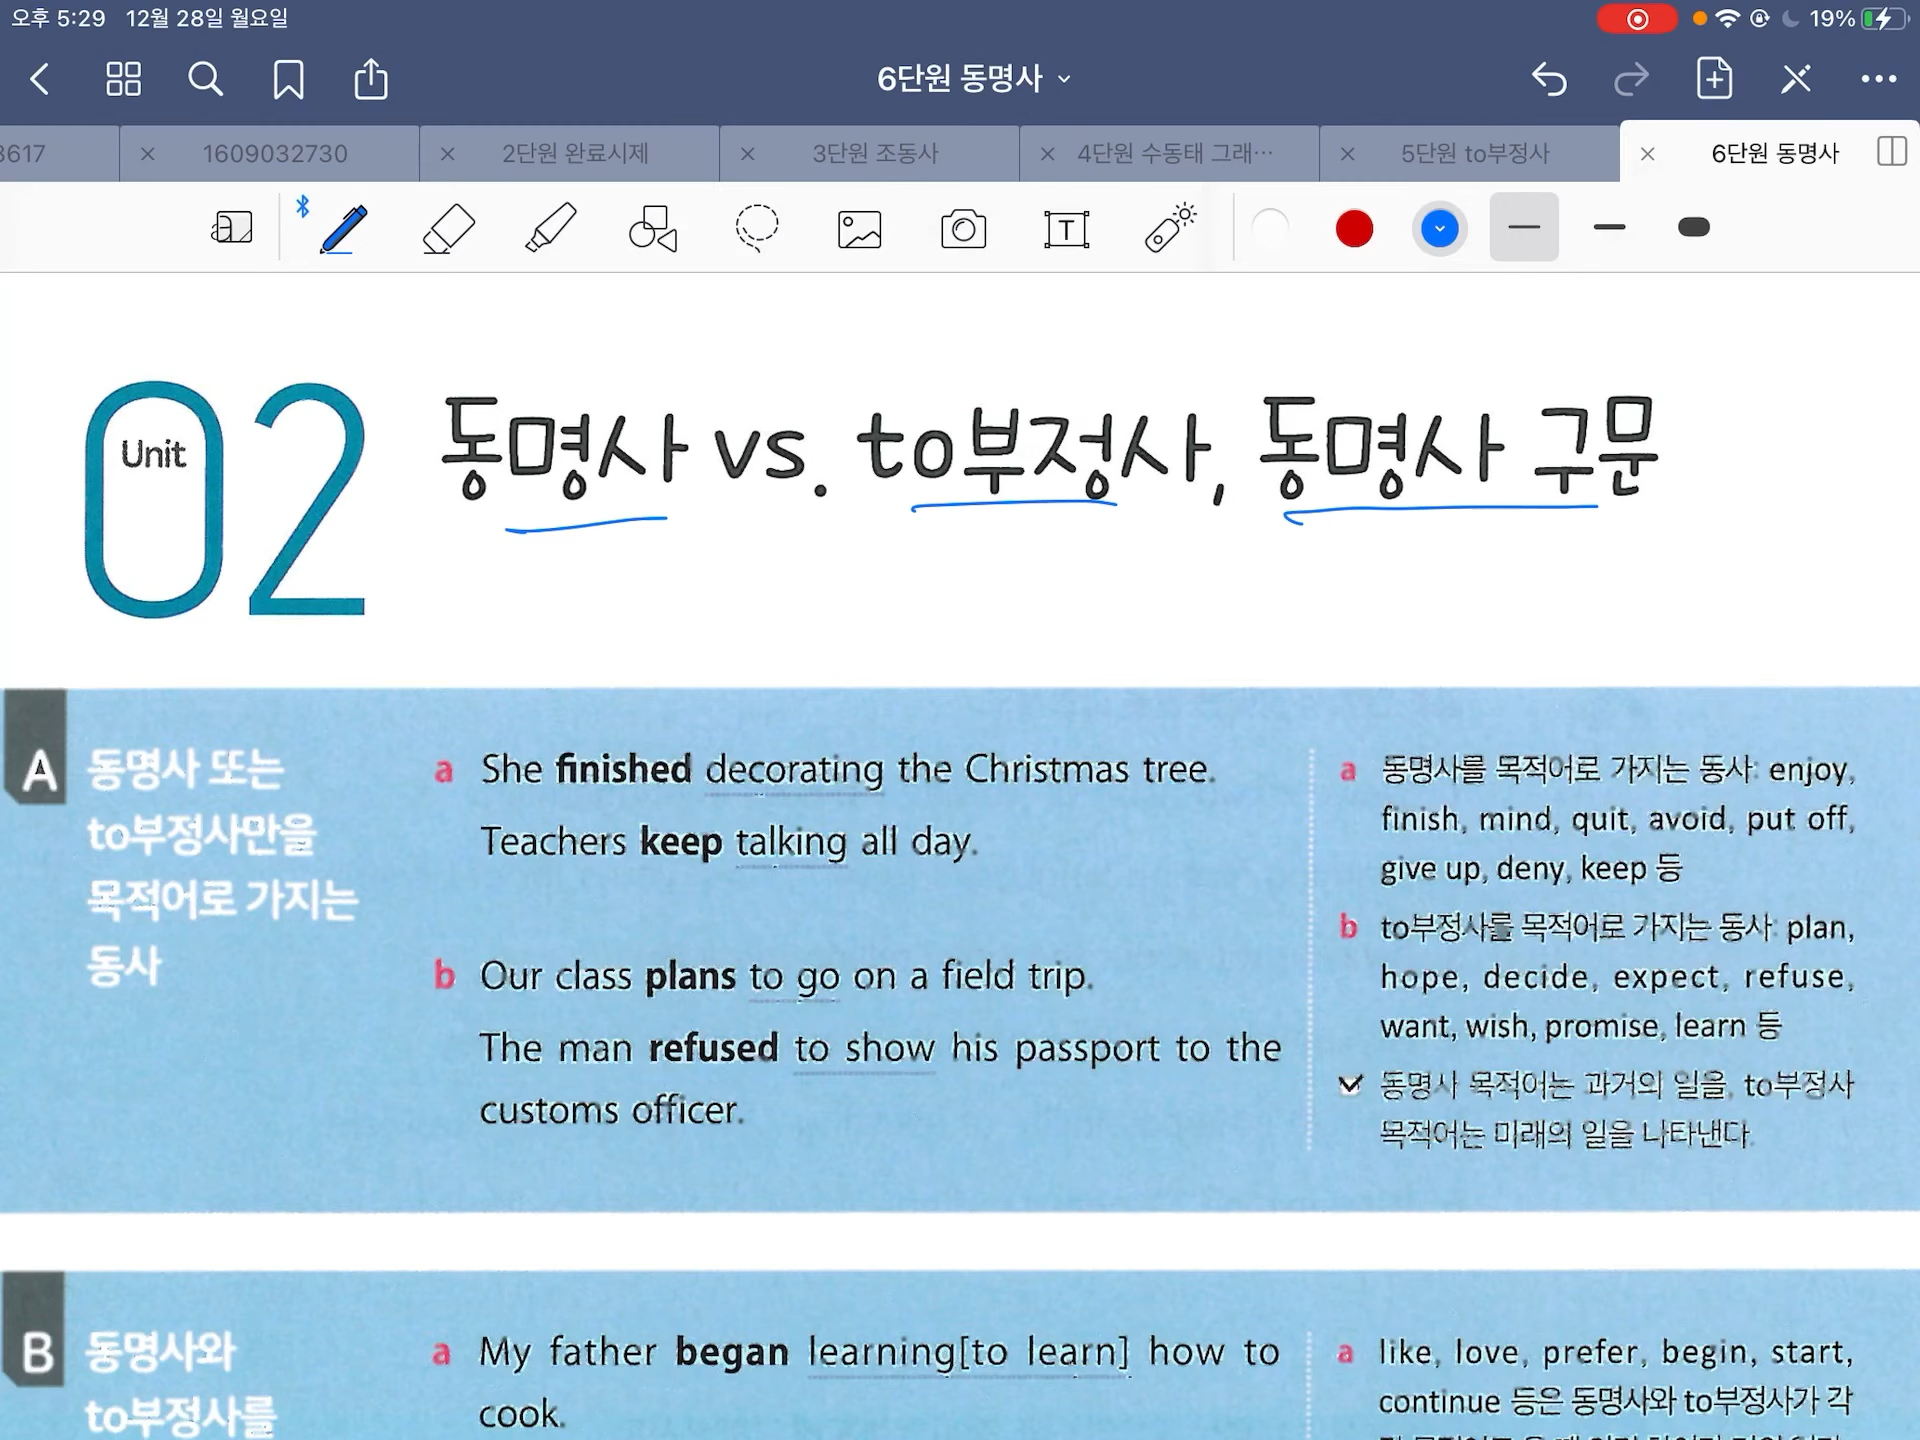 오후 5:29 12월 28일 월요일
19%
6단원 동명사
3617
1609032730
2단원 완료시제
3단원 조동사
4단원 수동태 그래…
5단원 to부정사
6단원 동명사
T
Unit
02
동명사 vs. to부정사, 동명사 구문
A
동명사 또는
to부정사만을
목적어로 가지는
동사
a She finished decorating the Christmas tree.
Teachers keep talking all day.
b Our class plans to go on a field trip.
The man refused to show his passport to the
customs officer.
a 동명사를 목적어로 가지는 동사: enjoy,
finish, mind, quit, avoid, put off,
give up, deny, keep 등
b to부정사를 목적어로 가지는 동사: plan,
hope, decide, expect, refuse,
want, wish, promise, learn 등
동명사 목적어는 과거의 일을, to부정사
목적어는 미래의 일을 나타낸다.
B
동명사와
to부정사를
a My father began learning[to learn] how to
cook.
a like, love, prefer, begin, start,
continue 등은 동명사와 to부정사가 각